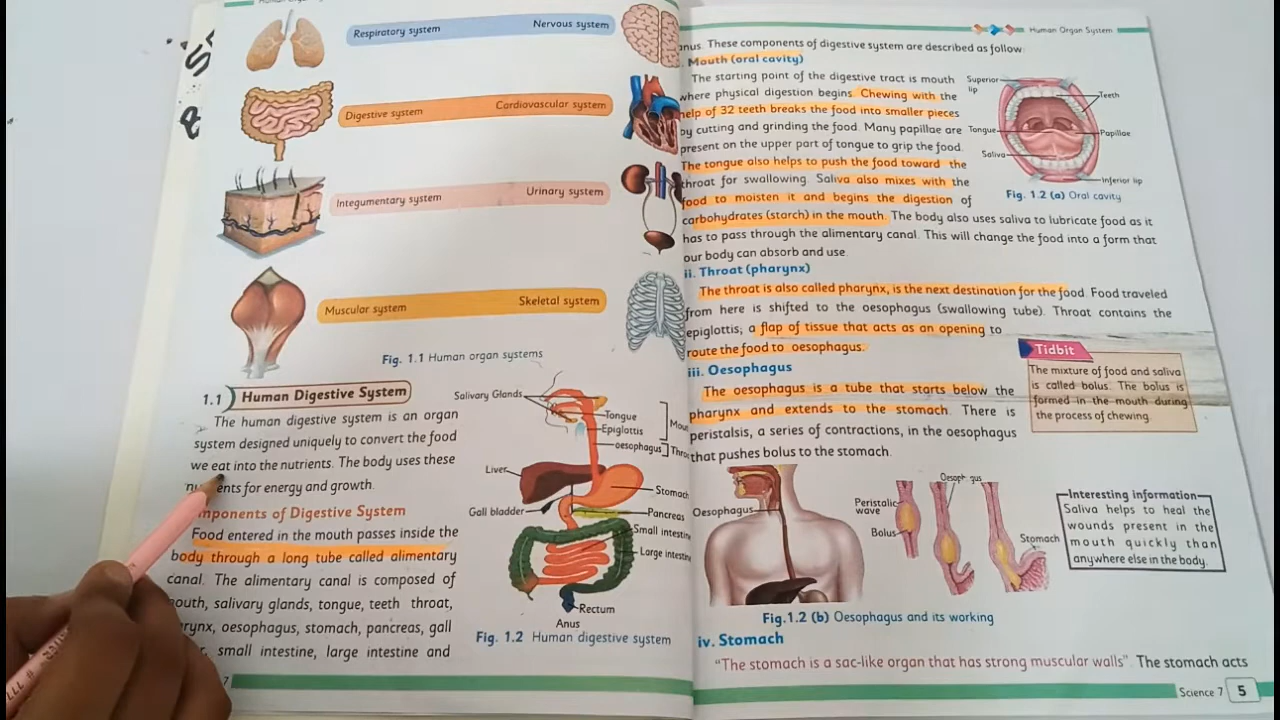 Respiratory system
Nervous system
Digestive system
Cardiovascular system
Integumentary system
Urinary system
Muscular system
Skeletal system
Fig. 1.1 Human organ systems
1.1 Human Digestive System
The human digestive system is an organ
system designed uniquely to convert the food
we eat into the nutrients. The body uses these
for energy and growth.
of Digestive System
Food entered in the mouth passes inside the
body through a long tube called alimentary
canal. The alimentary canal is composed of
mouth, salivary glands, tongue, teeth throat,
oesophagus, stomach, pancreas, gall
small intestine, large intestine and
Salivary Glands
Tongue
Epiglottis
oesophagus
Liver
Stomach
Gall bladder
Pancreas
Small intestine
Large intestine
Rectum
Anus
Fig. 1.2 Human digestive system
7
Human Organ System
anus. These components of digestive system are described as follow:
Mouth (oral cavity)
The starting point of the digestive tract is mouth
where physical digestion begins. Chewing with the
help of 32 teeth breaks the food into smaller pieces
by cutting and grinding the food. Many papillae are
present on the upper part of tongue to grip the food.
The tongue also helps to push the food toward the
throat for swallowing. Saliva also mixes with the
food to moisten it and begins the digestion of
carbohydrates (starch) in the mouth. The body also uses saliva to lubricate food as it
has to pass through the alimentary canal. This will change the food into a form that
our body can absorb and use.
Superior
lip
Teeth
Tongue
Papillae
Saliva
Inferior lip
Fig. 1.2 (a) Oral cavity
ii. Throat (pharynx)
The throat is also called pharynx, is the next destination for the food. Food traveled
from here is shifted to the oesophagus (swallowing tube). Throat contains the
epiglottis; a flap of tissue that acts as an opening to
route the food to oesophagus.
Tidbit
The mixture of food and saliva
is called bolus. The bolus is
formed in the mouth during
the process of chewing.
iii. Oesophagus
The oesophagus is a tube that starts below the
pharynx and extends to the stomach. There is
peristalsis, a series of contractions, in the oesophagus
that pushes bolus to the stomach.
Oesophagus
Peristalic
wave
Bolus
Stomach
Fig.1.2 (b) Oesophagus and its working
Interesting information
Saliva helps to heal the
wounds present in the
mouth quickly than
anywhere else in the body.
iv. Stomach
"The stomach is a sac-like organ that has strong muscular walls". The stomach acts
Science 7 5